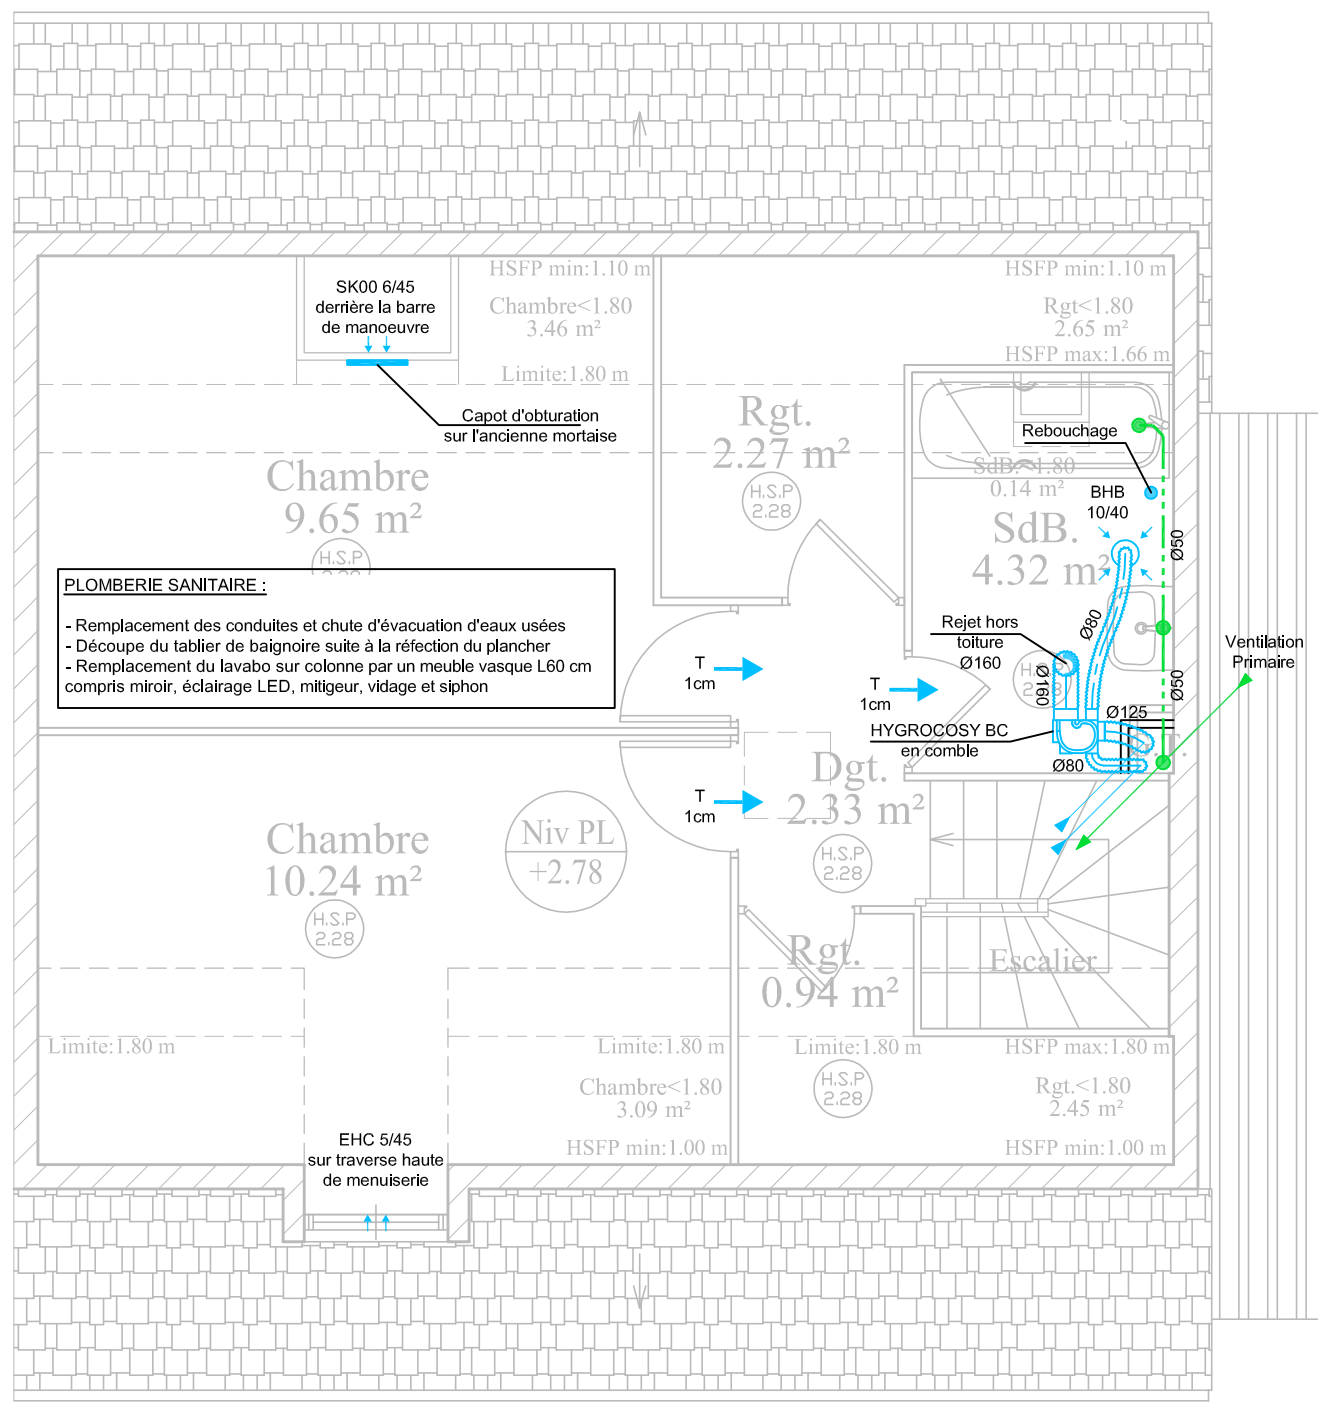 HSFP min:1.10 m
HSFP min:1.10 m
SK00 6/45
derrière la barre
de manoeuvre
Chambre<1.80
3.46 m²
Rgt<1.80
2.65 m²
HSFP max:1.66 m
Limite:1.80 m
Capot d'obturation
sur l'ancienne mortaise
Rgt.
2.27 m²
H.S.P
2.28
Rebouchage
SdB.<1.80
0.14 m²
BHB
10/40
Chambre
9.65 m²
H.S.P
SdB.
4.32 m²
Ø50
PLOMBERIE SANITAIRE :
- Remplacement des conduites et chute d'évacuation d'eaux usées
- Découpe du tablier de baignoire suite à la réfection du plancher
- Remplacement du lavabo sur colonne par un meuble vasque L60 cm
compris miroir, éclairage LED, mitigeur, vidage et siphon
Rejet hors
toiture
Ø160
Ø80
Ventilation
Primaire
T
1cm
T
1cm
H.S.P
2.28
Ø160
Ø50
Ø125
HYGROCOSY BC
en comble
Ø80
Dgt.
2.33 m²
H.S.P
2.28
T
1cm
Chambre
10.24 m²
H.S.P
2.28
Niv PL
+2.78
Rgt.
0.94 m²
Escalier
Limite:1.80 m
Limite:1.80 m
Limite:1.80 m
HSFP max:1.80 m
Chambre<1.80
3.09 m²
H.S.P
2.28
Rgt.<1.80
2.45 m²
HSFP min:1.00 m
HSFP min:1.00 m
EHC 5/45
sur traverse haute
de menuiserie